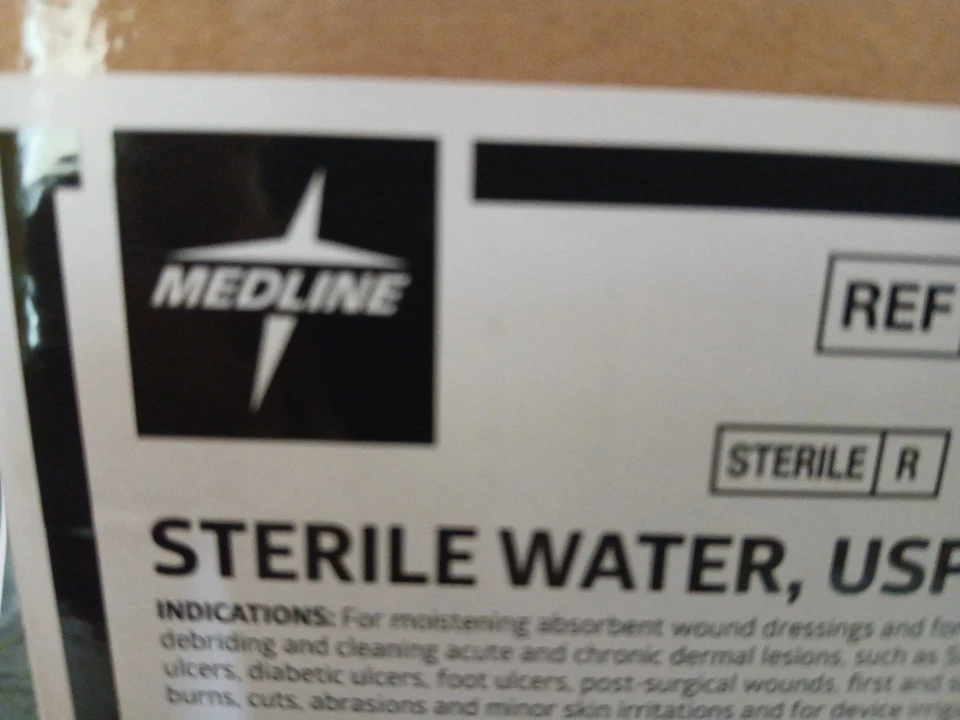 MEDLINE
REF
STERILE R
STERILE WATER, USP
INDICATIONS: For moistening absorbent wound dressings and for
debriding and cleaning acute and chronic dermal lesions, such as
ulcers, diabetic ulcers, foot ulcers, post-surgical wounds, first and
burns, cuts, abrasions and minor skin irritations and for device